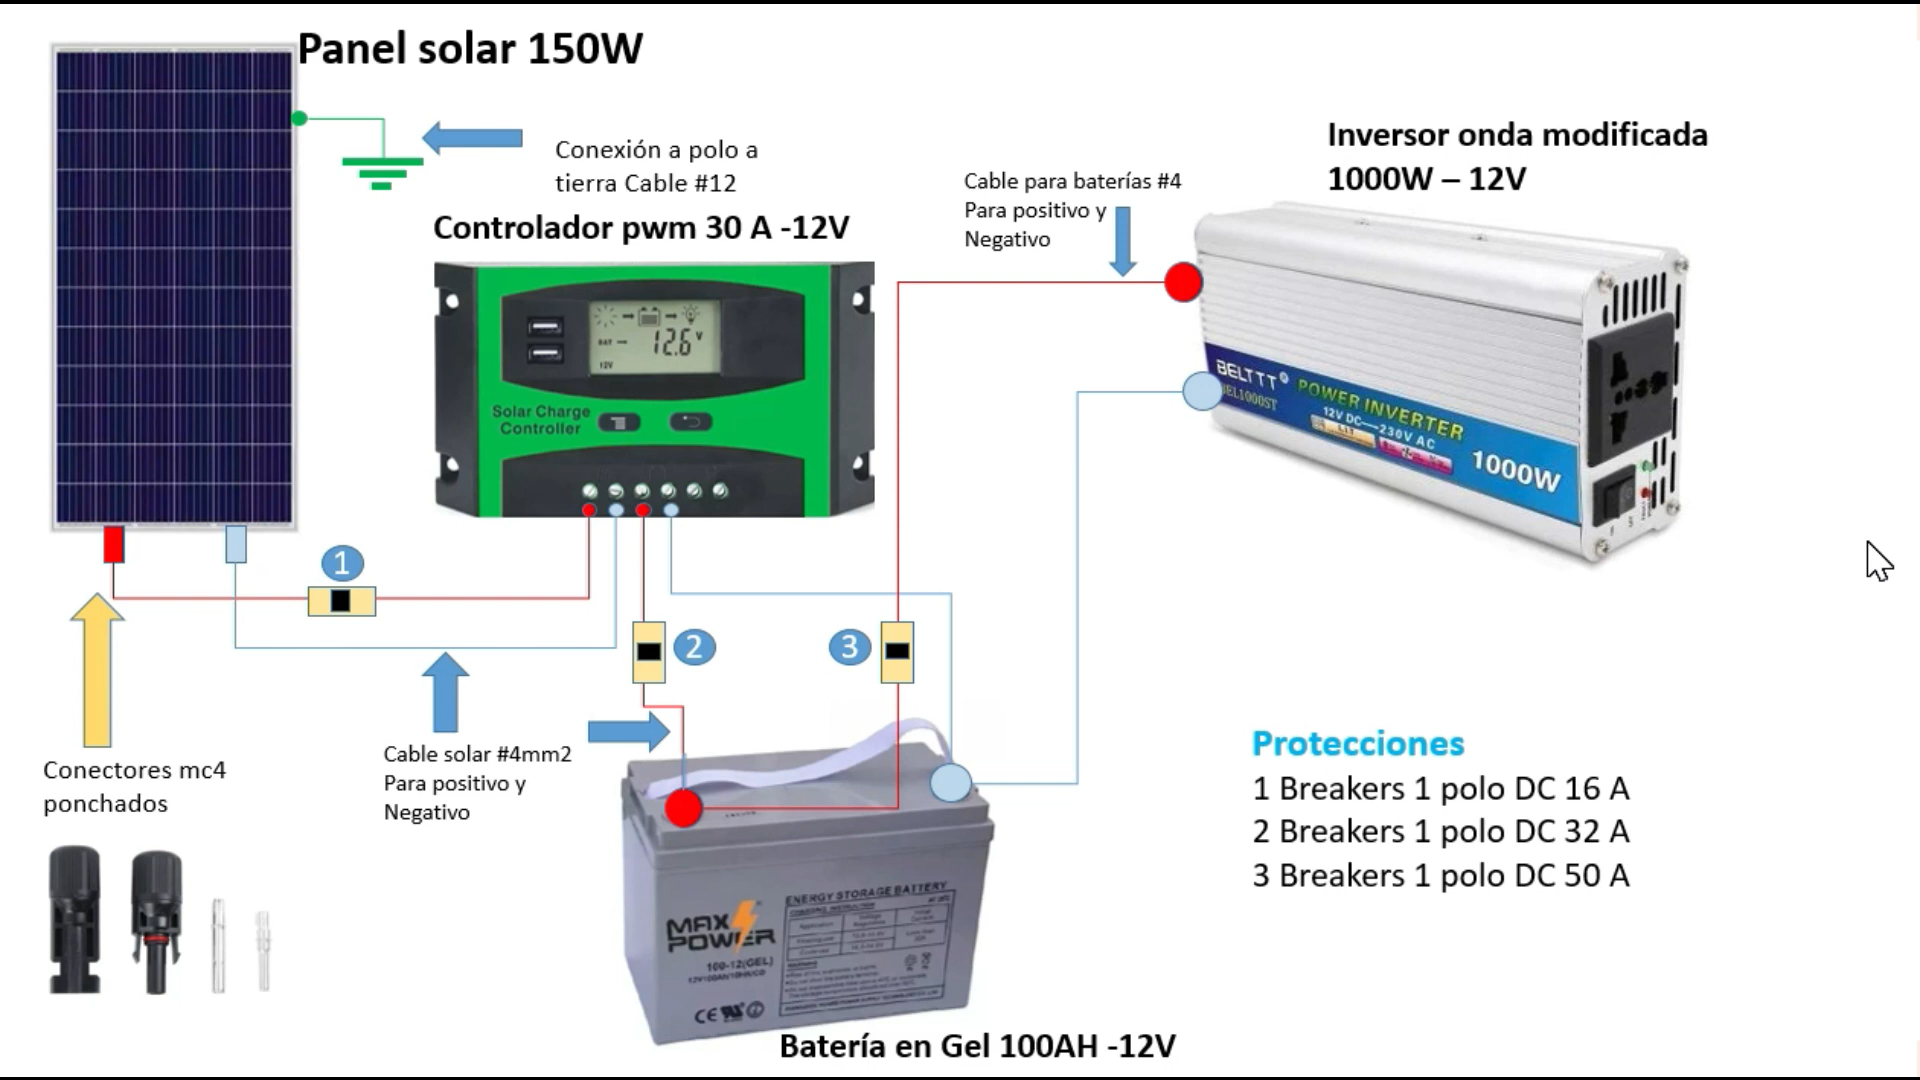 Panel solar 150W
Conexión a polo a
tierra Cable #12
Controlador pwm 30 A -12V
Cable para baterías #4
Para positivo y
Negativo
Inversor onda modificada
1000W – 12V
BAT
12.6 V
12V
Solar Charge
Controller
BELTTT®
BEL1000ST
POWER INVERTER
12V DC—230V AC
1000W
1
2
3
Conectores mc4
ponchados
Cable solar #4mm2
Para positivo y
Negativo
Protecciones
1 Breakers 1 polo DC 16 A
2 Breakers 1 polo DC 32 A
3 Breakers 1 polo DC 50 A
ENERGY STORAGE BATTERY
MAX
POWER
100-12(GEL)
CE
Batería en Gel 100AH -12V